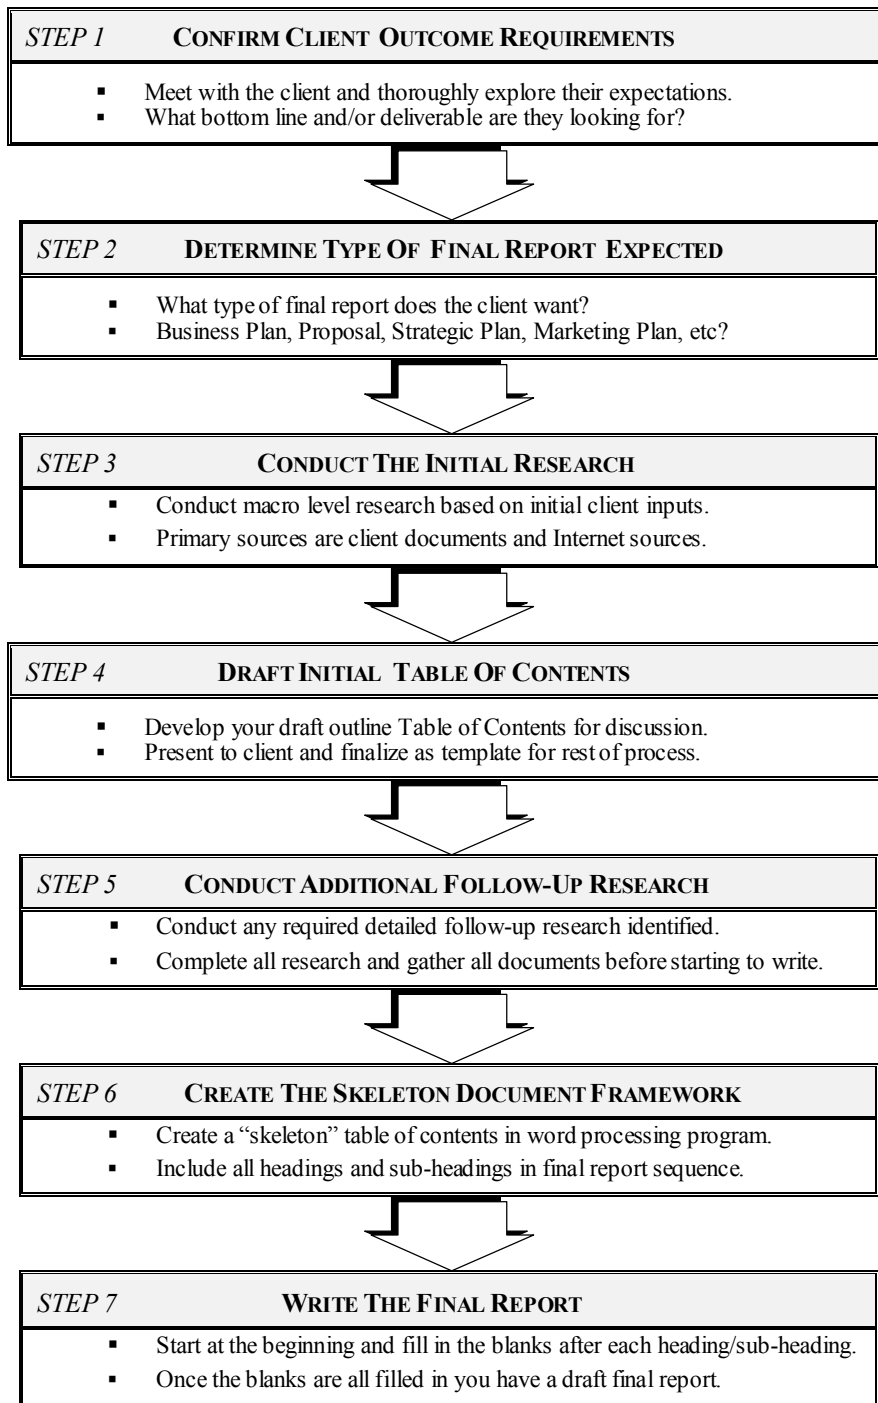 STEP 1 CONFIRM CLIENT OUTCOME REQUIREMENTS
▪ Meet with the client and thoroughly explore their expectations.
▪ What bottom line and/or deliverable are they looking for?
STEP 2 DETERMINE TYPE OF FINAL REPORT EXPECTED
▪ What type of final report does the client want?
▪ Business Plan, Proposal, Strategic Plan, Marketing Plan, etc?
STEP 3 CONDUCT THE INITIAL RESEARCH
▪ Conduct macro level research based on initial client inputs.
▪ Primary sources are client documents and Internet sources.
STEP 4 DRAFT INITIAL TABLE OF CONTENTS
▪ Develop your draft outline Table of Contents for discussion.
▪ Present to client and finalize as template for rest of process.
STEP 5 CONDUCT ADDITIONAL FOLLOW-UP RESEARCH
▪ Conduct any required detailed follow-up research identified.
▪ Complete all research and gather all documents before starting to write.
STEP 6 CREATE THE SKELETON DOCUMENT FRAMEWORK
▪ Create a “skeleton” table of contents in word processing program.
▪ Include all headings and sub-headings in final report sequence.
STEP 7 WRITE THE FINAL REPORT
▪ Start at the beginning and fill in the blanks after each heading/sub-heading.
▪ Once the blanks are all filled in you have a draft final report.